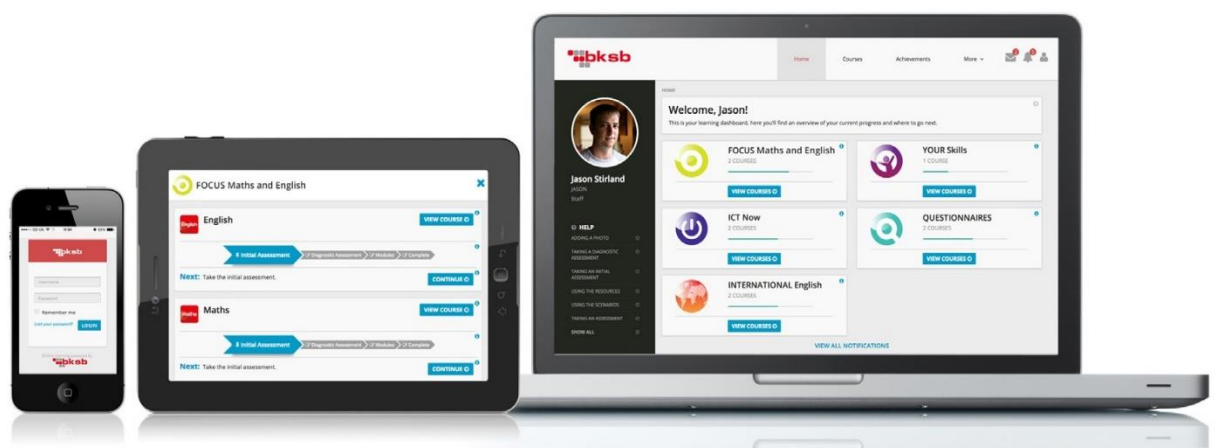 bksb
Username
Password
Remember me
Lost your password?
LOGIN
bksb
FOCUS Maths and English
English
English
VIEW COURSE
Initial Assessment
Diagnostic Assessment
Modules
Complete
Next: Take the initial assessment.
CONTINUE
Maths
Maths
VIEW COURSE
Initial Assessment
Diagnostic Assessment
Modules
Complete
Next: Take the initial assessment.
CONTINUE
bksb
Home
Courses
Achievements
More
HOME
Welcome, Jason!
This is your learning dashboard, here you'll find an overview of your current progress and where to go next.
Jason Stirland
JASON
Staff
HELP
ADDING A PHOTO
TAKING A DIAGNOSTIC
ASSESSMENT
TAKING AN INITIAL
ASSESSMENT
USING THE RESOURCES
USING THE SCENARIOS
TAKING AN ASSESSMENT
SHOW ALL
FOCUS Maths and English
2 COURSES
VIEW COURSES
YOUR Skills
1 COURSE
VIEW COURSES
ICT Now
2 COURSES
VIEW COURSES
QUESTIONNAIRES
2 COURSES
VIEW COURSES
INTERNATIONAL English
2 COURSES
VIEW COURSES
VIEW ALL NOTIFICATIONS